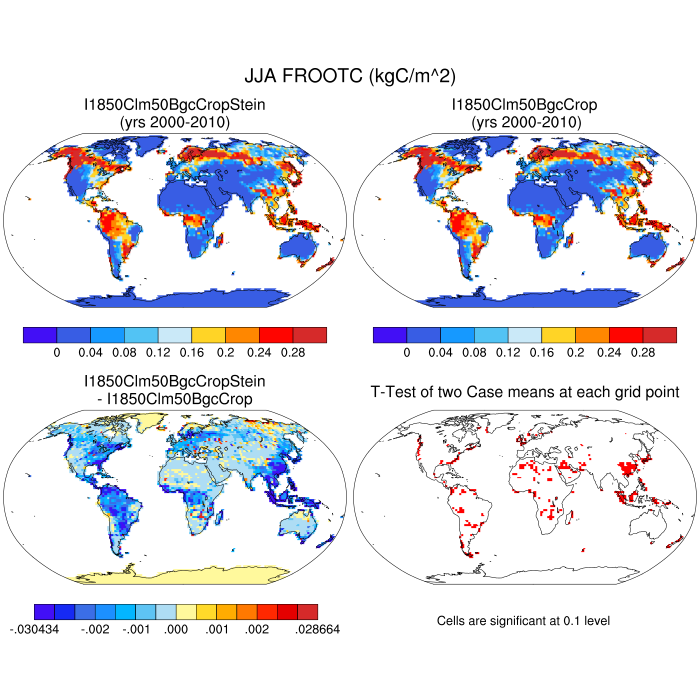 JJA FROOTC (kgC/m^2)
I1850Clm50BgcCropStein
(yrs 2000-2010)
I1850Clm50BgcCrop
(yrs 2000-2010)
0 0.04 0.08 0.12 0.16 0.2 0.24 0.28
0 0.04 0.08 0.12 0.16 0.2 0.24 0.28
I1850Clm50BgcCropStein
- I1850Clm50BgcCrop
T-Test of two Case means at each grid point
-.030434 -.002 -.001 .000 .001 .002 .028664
Cells are significant at 0.1 level